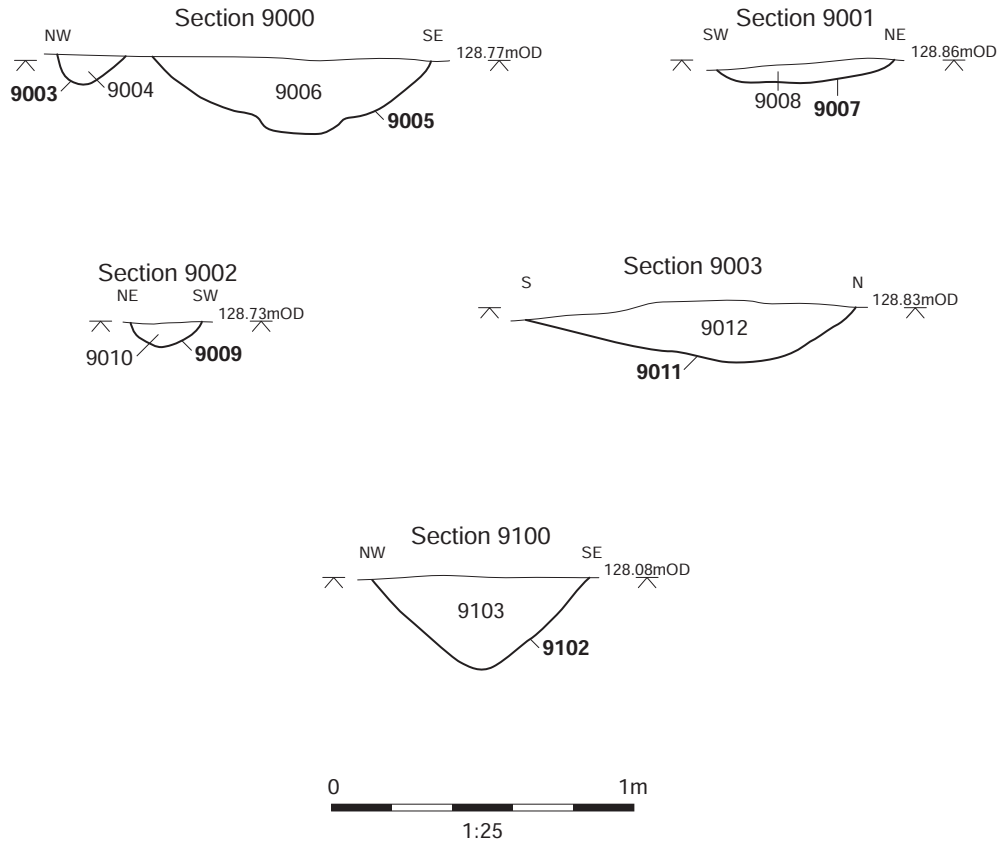 Section 9000
NW
SE
128.77mOD
9003
9004
9006
9005
Section 9001
SW
NE
128.86mOD
9008
9007
Section 9002
NE
SW
128.73mOD
9010
9009
Section 9003
S
N
128.83mOD
9012
9011
Section 9100
NW
SE
128.08mOD
9103
9102
0
1m
1:25